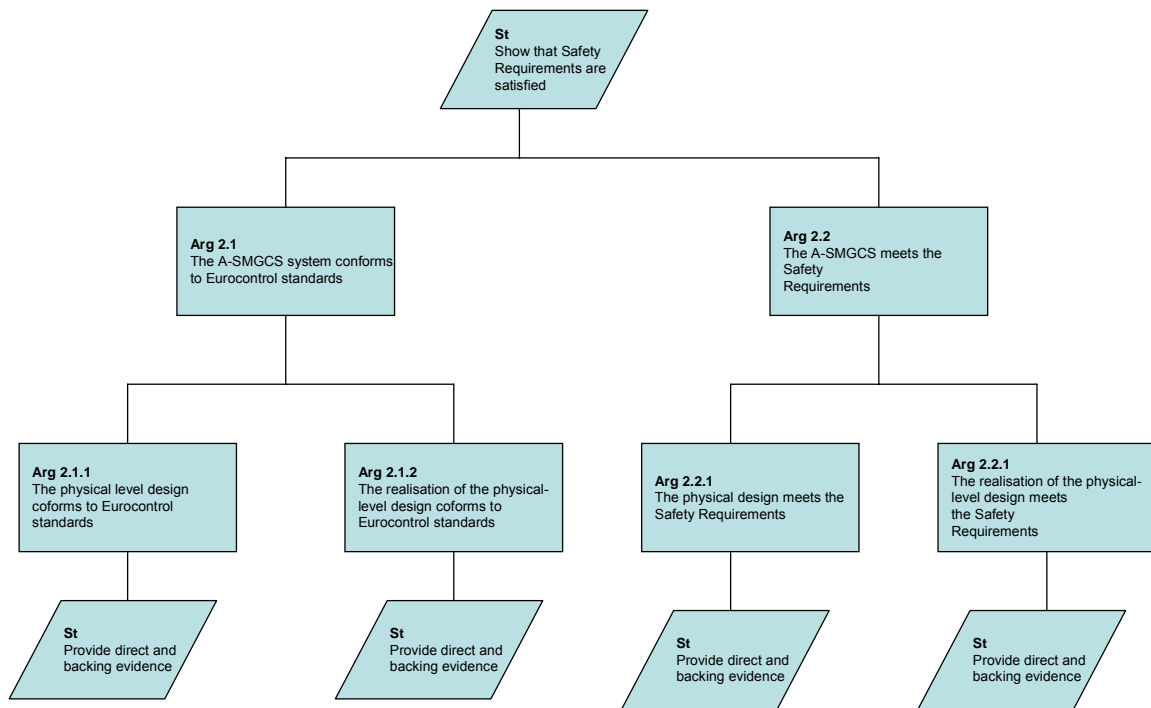 St
Show that Safety
Requirements are
satisfied
Arg 2.1
The A-SMGCS system conforms
to Eurocontrol standards
Arg 2.2
The A-SMGCS meets the
Safety
Requirements
Arg 2.1.1
The physical level design
coforms to Eurocontrol
standards
Arg 2.1.2
The realisation of the physical-
level design coforms to
Eurocontrol standards
Arg 2.2.1
The physical design meets the
Safety Requirements
Arg 2.2.1
The realisation of the physical-
level design meets
the Safety
Requirements
St
Provide direct and
backing evidence
St
Provide direct and
backing evidence
St
Provide direct and
backing evidence
St
Provide direct and
backing evidence